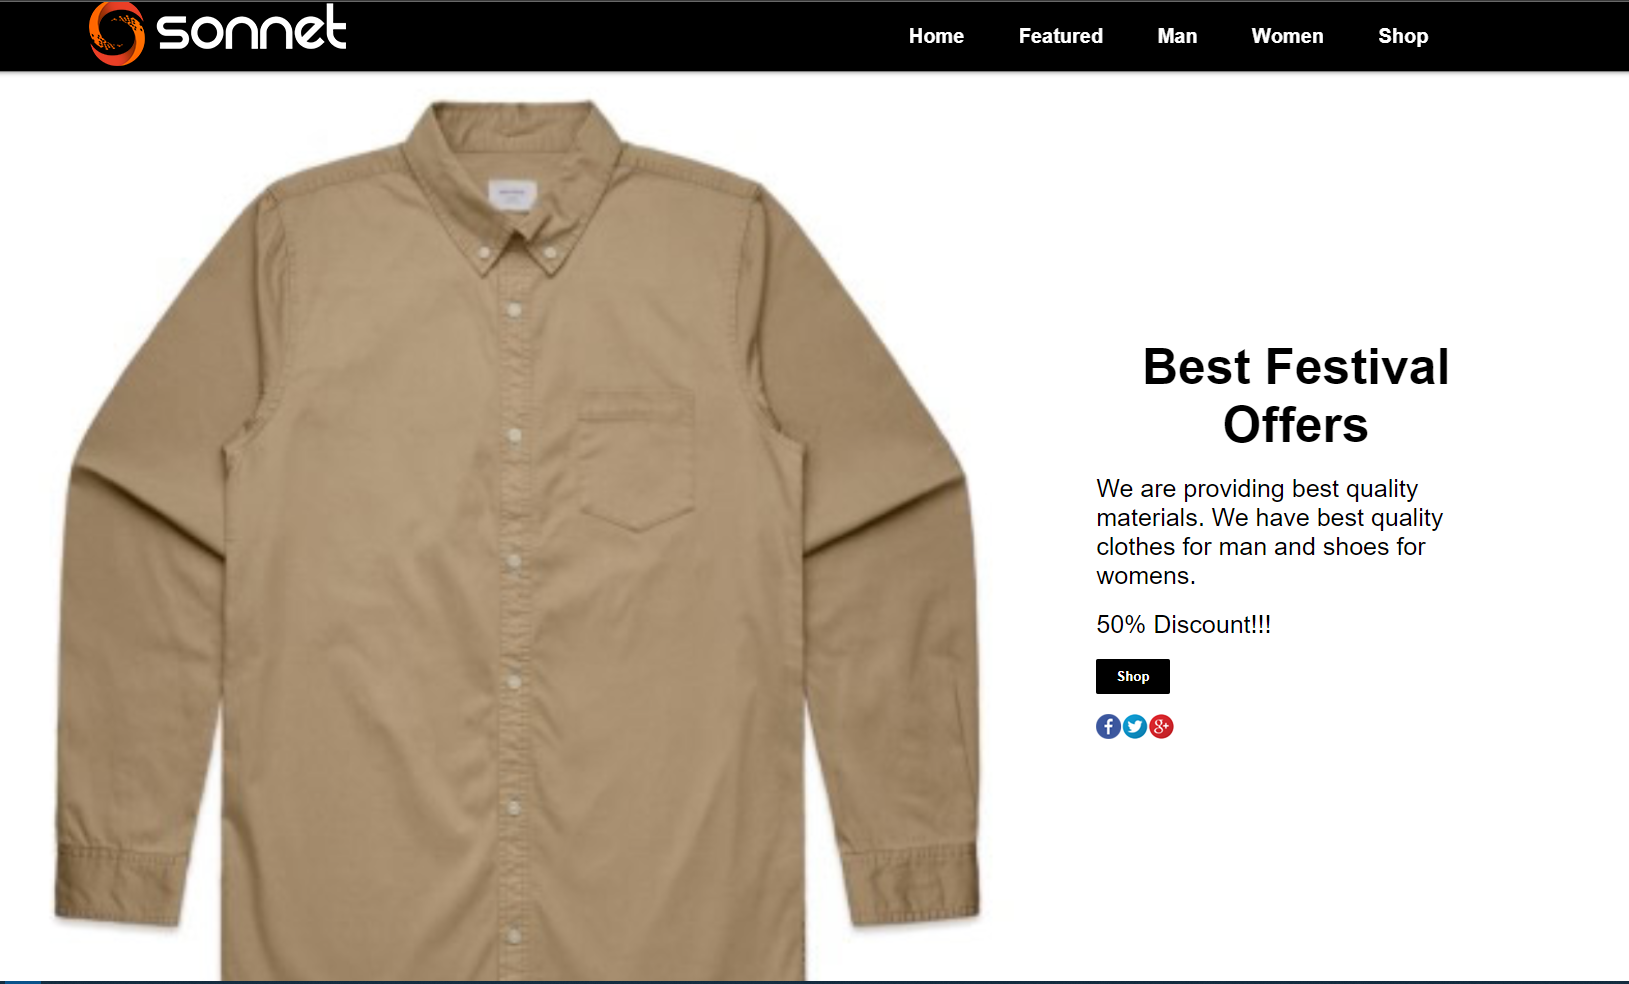 sonnet
Home Featured Man Women Shop
Best Festival
Offers
We are providing best quality
materials. We have best quality
clothes for man and shoes for
womens.
50% Discount!!!
Shop
f
g+